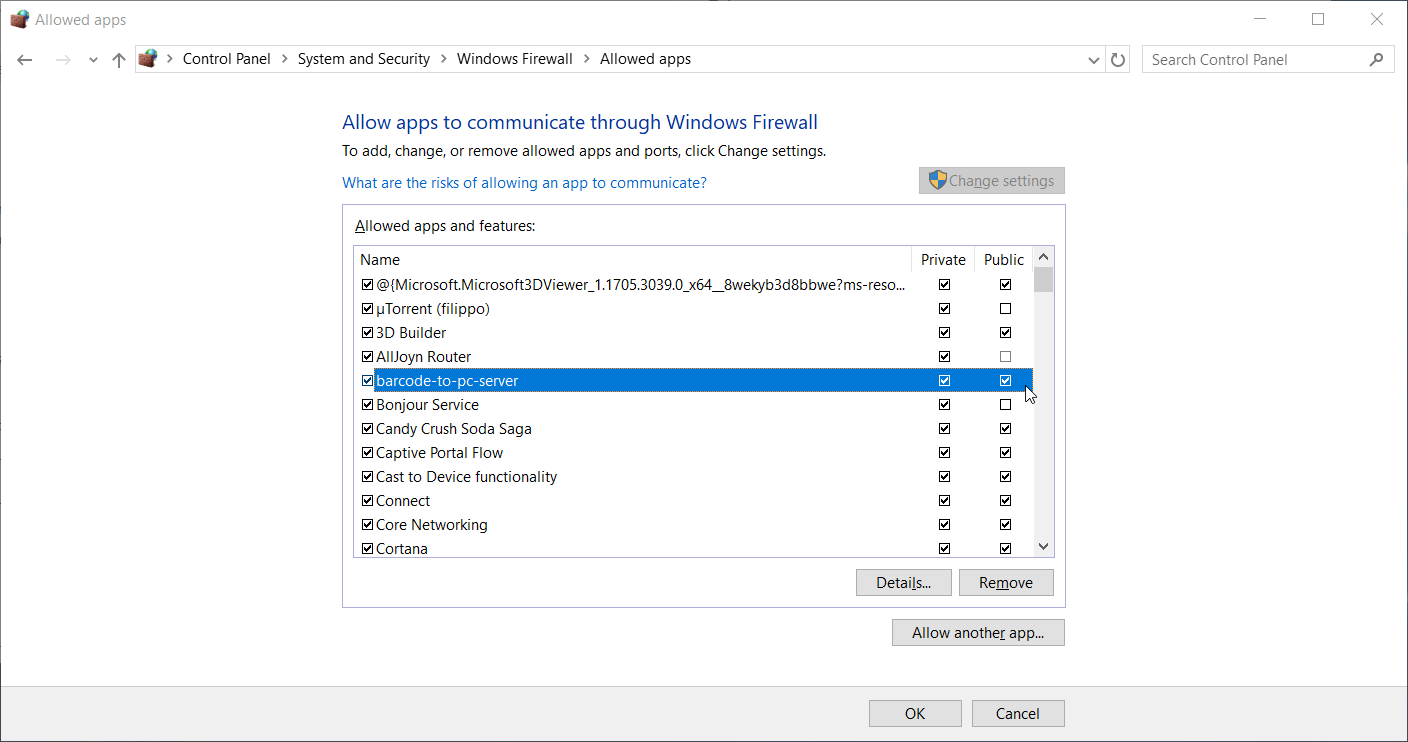 Allowed apps
Control Panel > System and Security > Windows Firewall > Allowed apps
Search Control Panel
Allow apps to communicate through Windows Firewall
To add, change, or remove allowed apps and ports, click Change settings.
What are the risks of allowing an app to communicate?
Change settings
Allowed apps and features:
Name Private Public
@{Microsoft.Microsoft3DViewer_1.1705.3039.0_x64__8wekyb3d8bbwe?ms-reso...
µTorrent (filippo)
3D Builder
AllJoyn Router
barcode-to-pc-server
Bonjour Service
Candy Crush Soda Saga
Captive Portal Flow
Cast to Device functionality
Connect
Core Networking
Cortana
Details... Remove
Allow another app...
OK Cancel